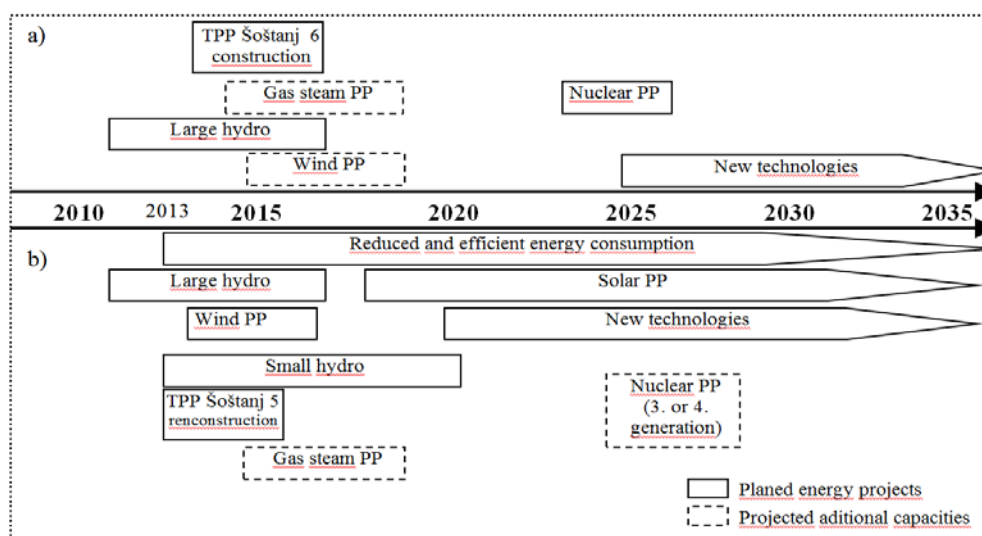 a)
TPP Šoštanj 6
construction
Gas steam PP
Nuclear PP
Large hydro
Wind PP
New technologies
2010 2013 2015 2020 2025 2030 2035
Reduced and efficient energy consumption
b)
Large hydro
Solar PP
Wind PP
New technologies
Small hydro
TPP Šoštanj 5
renconstruction
Nuclear PP
(3. or 4.
generation)
Gas steam PP
Planed energy projects
Projected aditional capacities